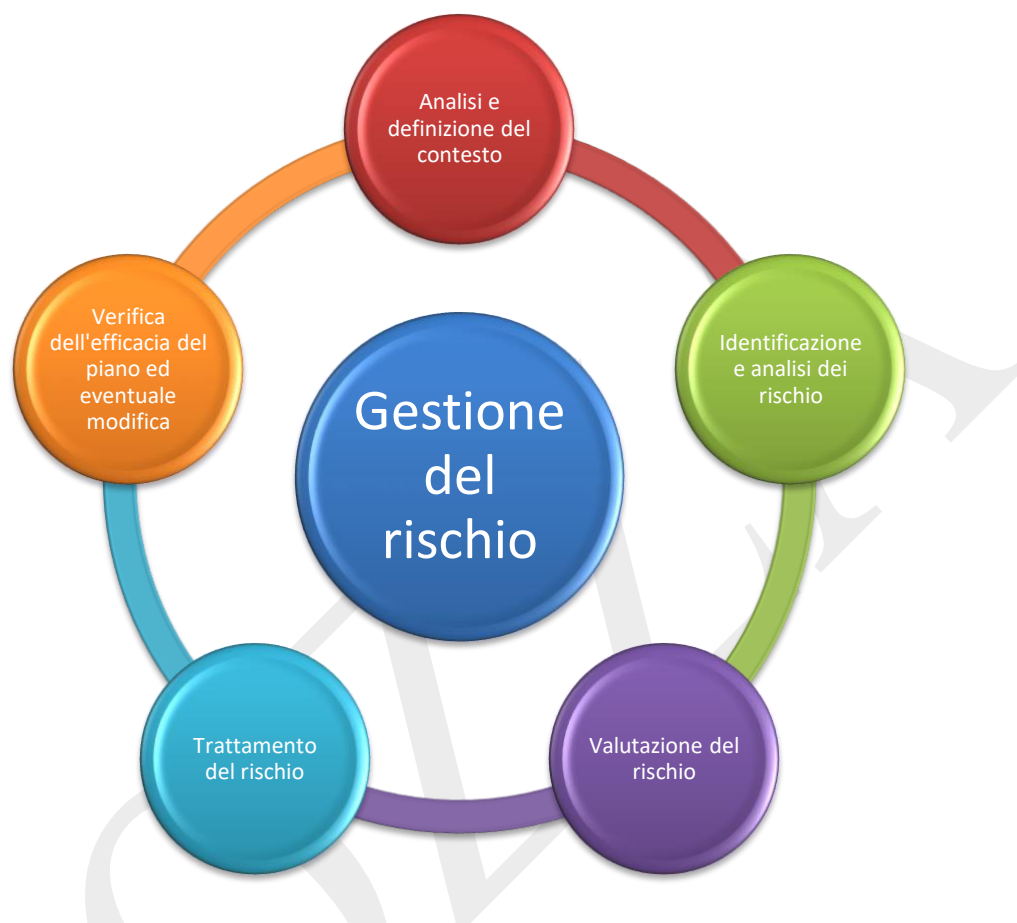 Analisi e
definizione del
contesto
Identificazione
e analisi dei
rischio
Valutazione del
rischio
Trattamento
del rischio
Verifica
dell'efficacia del
piano ed
eventuale
modifica
Gestione
del
rischio